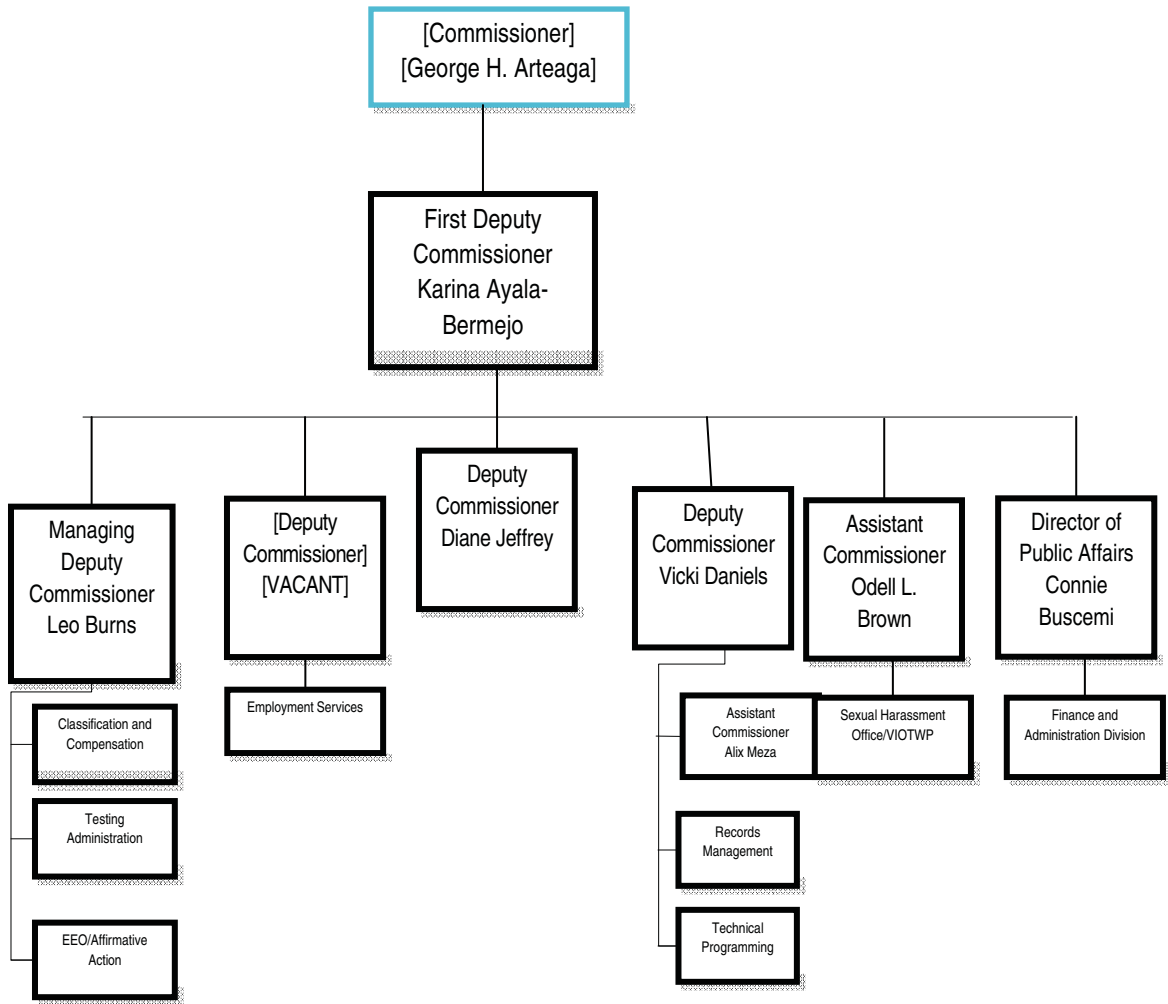 [Commissioner]
[George H. Arteaga]
First Deputy
Commissioner
Karina Ayala-
Bermejo
Managing
Deputy
Commissioner
Leo Burns
[Deputy
Commissioner]
[VACANT]
Deputy
Commissioner
Diane Jeffrey
Deputy
Commissioner
Vicki Daniels
Assistant
Commissioner
Odell L.
Brown
Director of
Public Affairs
Connie
Buscemi
Classification and
Compensation
Testing
Administration
EEO/Affirmative
Action
Employment Services
Assistant
Commissioner
Alix Meza
Records
Management
Technical
Programming
Sexual Harassment
Office/VIOTWP
Finance and
Administration Division